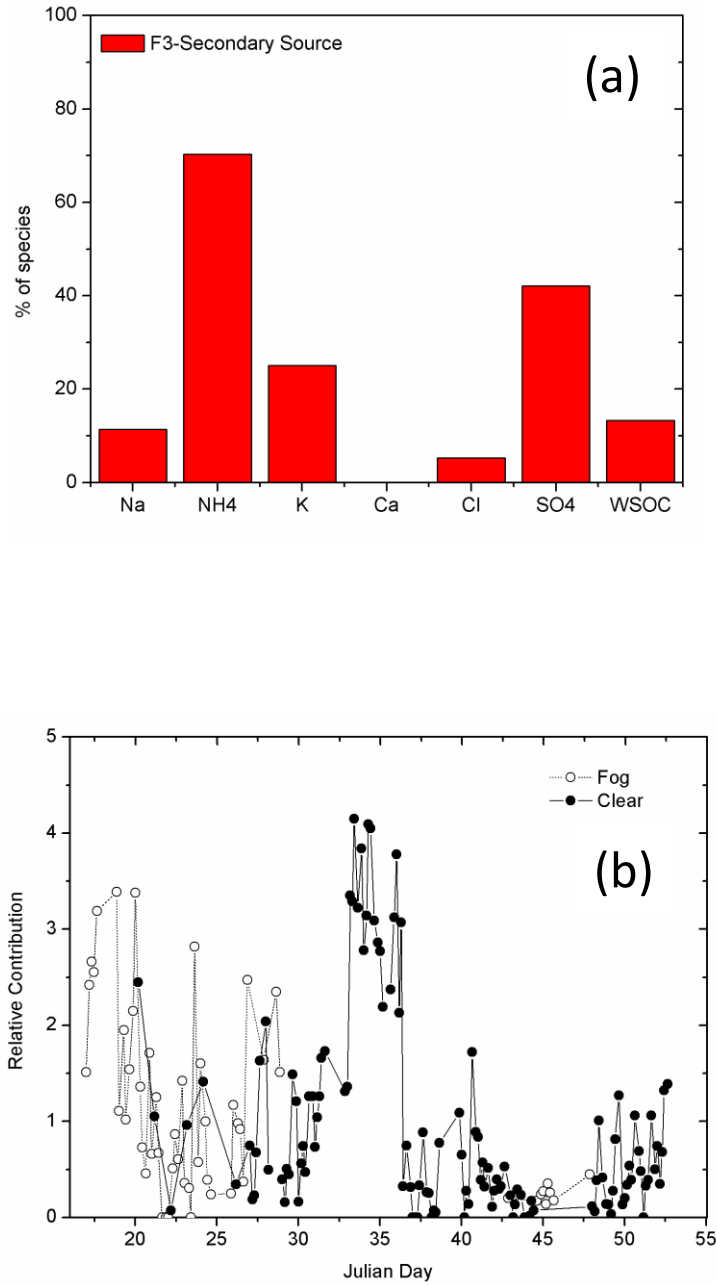 100
F3-Secondary Source
(a)
80
60
40
20
0
% of species
Na NH4 K Ca Cl SO4 WSOC
5
Fog
Clear
4
(b)
3
2
1
0
Relative Contribution
20 25 30 35 40 45 50 55
Julian Day